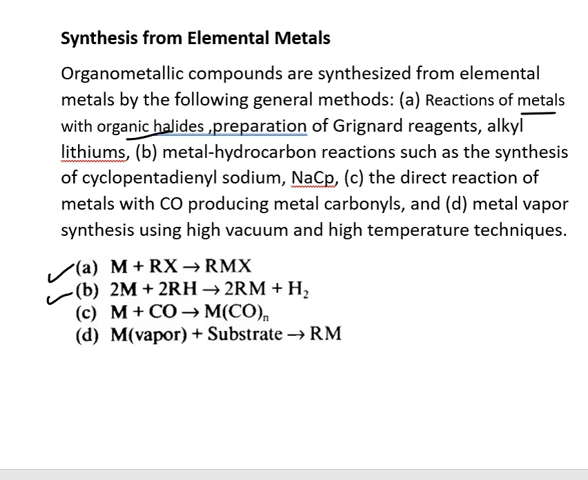 Synthesis from Elemental Metals
Organometallic compounds are synthesized from elemental
metals by the following general methods: (a) Reactions of metals
with organic halides ,preparation of Grignard reagents, alkyl
lithiums, (b) metal-hydrocarbon reactions such as the synthesis
of cyclopentadienyl sodium, NaCp, (c) the direct reaction of
metals with CO producing metal carbonyls, and (d) metal vapor
synthesis using high vacuum and high temperature techniques.
(a) M + RX → RMX
(b) 2M + 2RH → 2RM + H₂
(c) M + CO → M(CO)ₙ
(d) M(vapor) + Substrate → RM